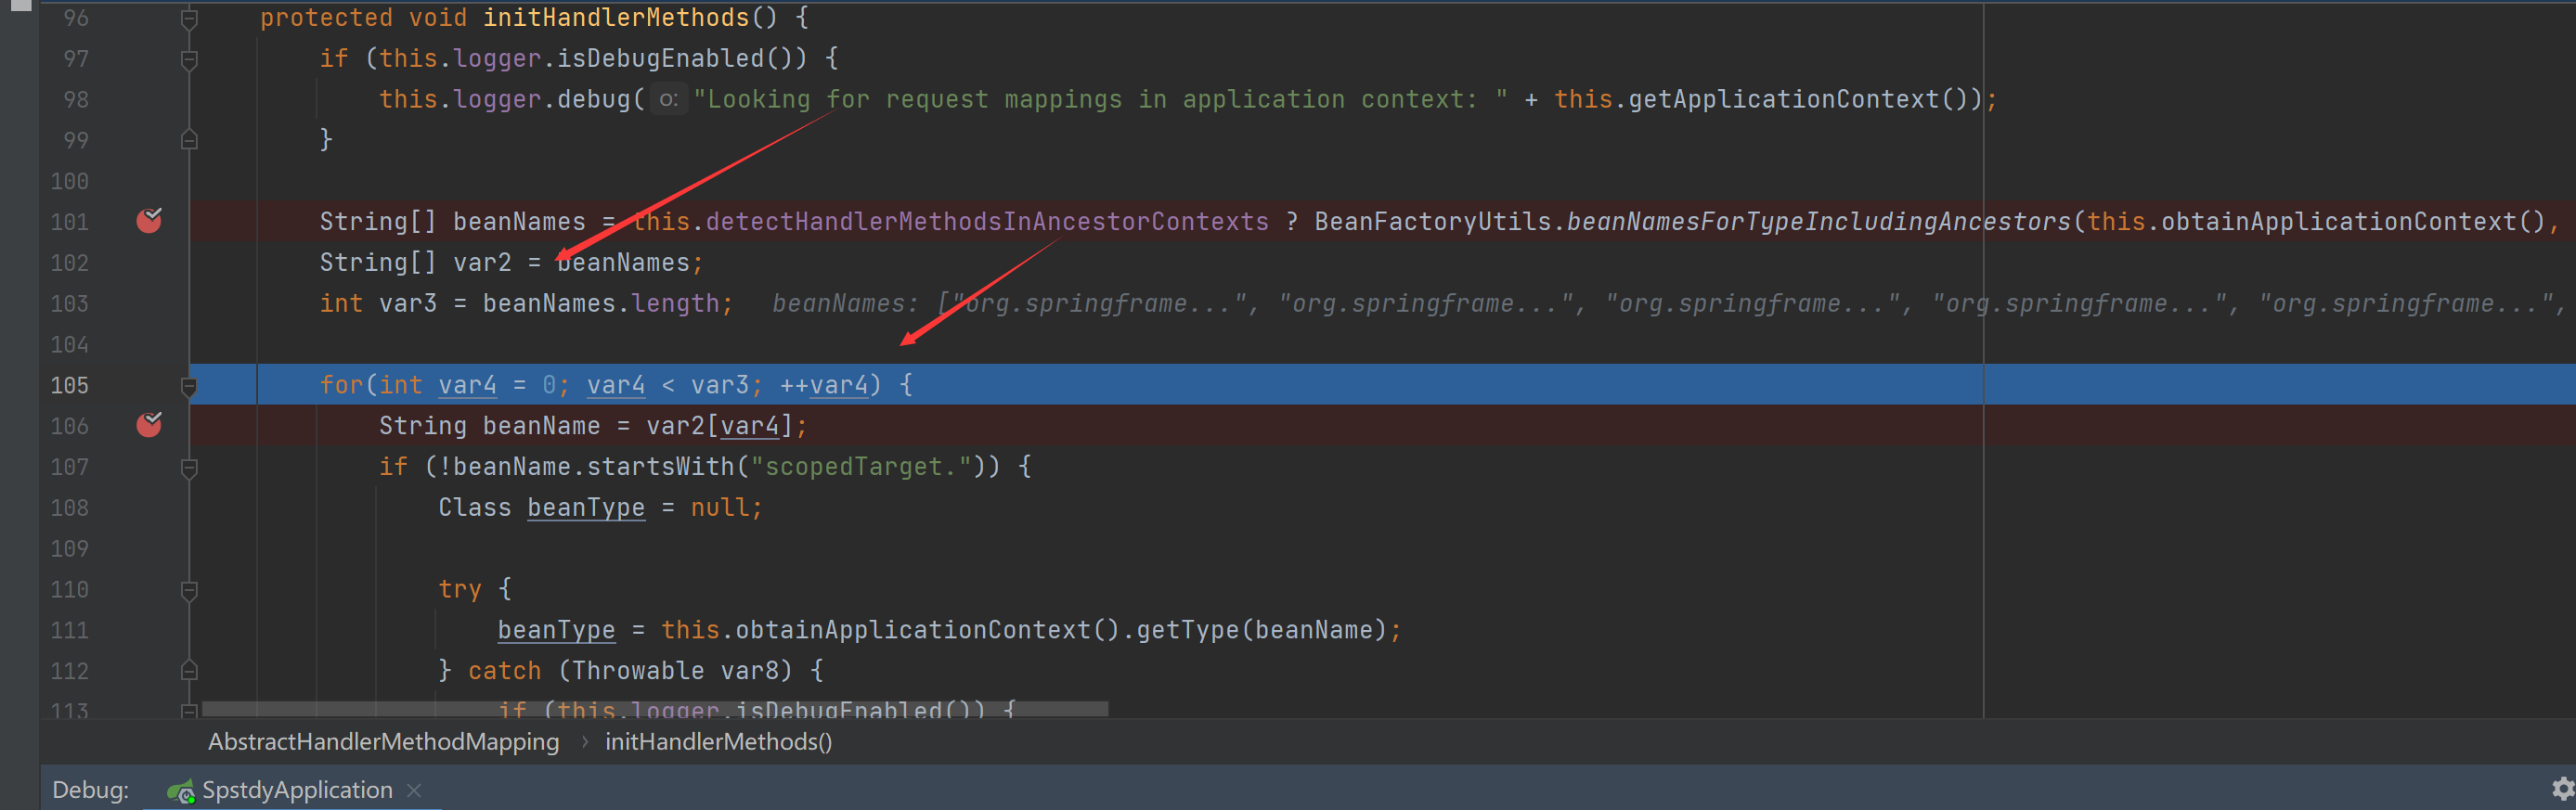 96 protected void initHandlerMethods() {
97 if (this.logger.isDebugEnabled()) {
98 this.logger.debug( o: "Looking for request mappings in application context: " + this.getApplicationContext());
99 }
100
101 String[] beanNames = this.detectHandlerMethodsInAncestorContexts ? BeanFactoryUtils.beanNamesForTypeIncludingAncestors(this.obtainApplicationContext(),
102 String[] var2 = beanNames;
103 int var3 = beanNames.length; beanNames: ["org.springframe...", "org.springframe...", "org.springframe...", "org.springframe...", "org.springframe...",
104
105 for(int var4 = 0; var4 < var3; ++var4) {
106 String beanName = var2[var4];
107 if (!beanName.startsWith("scopedTarget.")) {
108 Class beanType = null;
109
110 try {
111 beanType = this.obtainApplicationContext().getType(beanName);
112 } catch (Throwable var8) {
113 if (this.logger.isDebugEnabled()) {
AbstractHandlerMethodMapping › initHandlerMethods()
Debug: SpstdyApplication ×